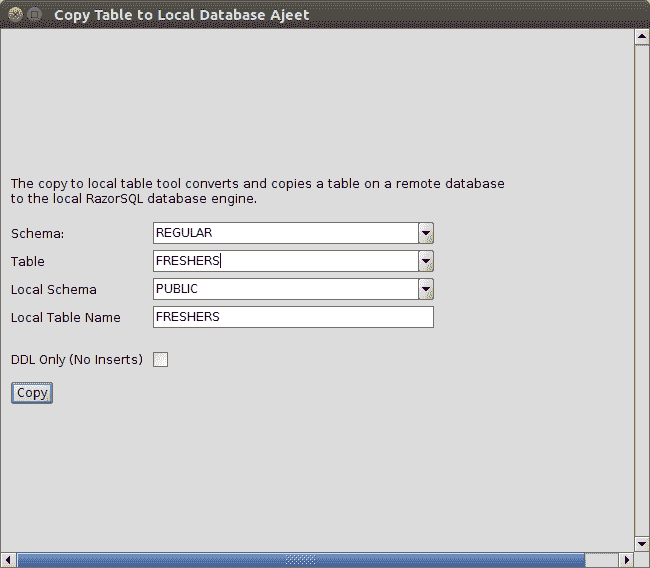 Copy Table to Local Database Ajeet
The copy to local table tool converts and copies a table on a remote database
to the local RazorSQL database engine.
Schema: REGULAR
Table FRESHERS
Local Schema PUBLIC
Local Table Name FRESHERS
DDL Only (No Inserts)
Copy